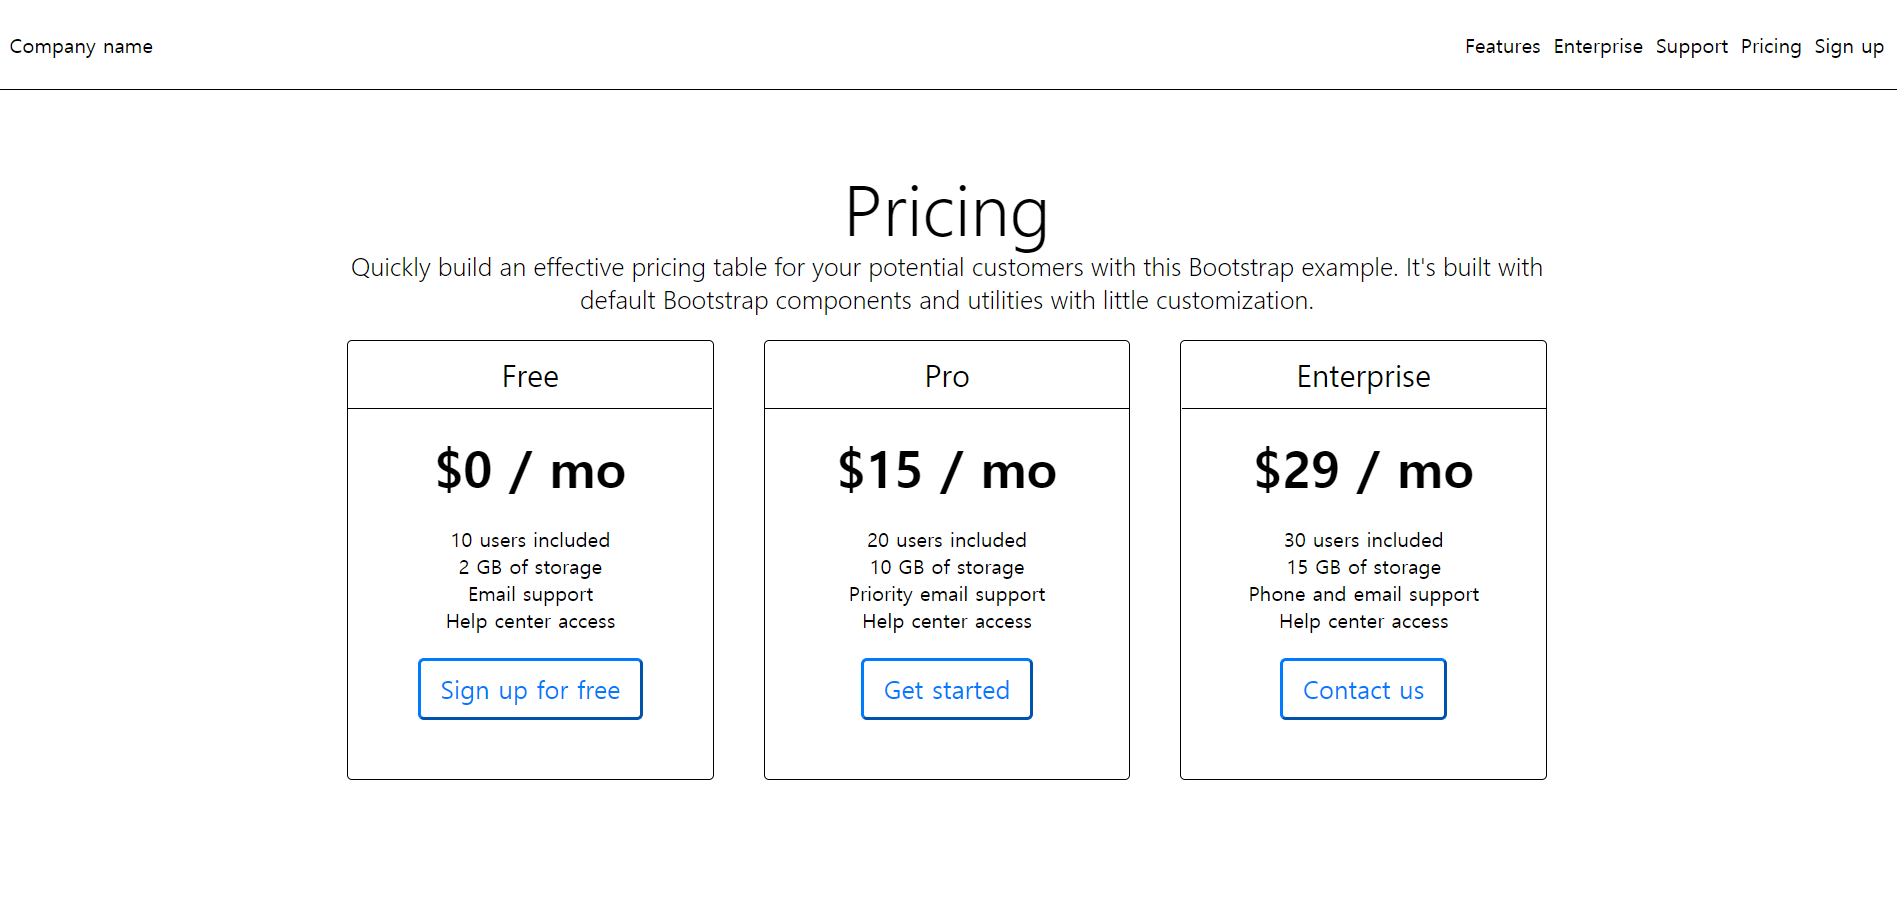 Company name
Features Enterprise Support Pricing Sign up
Pricing
Quickly build an effective pricing table for your potential customers with this Bootstrap example. It's built with
default Bootstrap components and utilities with little customization.
Free
$0 / mo
10 users included
2 GB of storage
Email support
Help center access
Sign up for free
Pro
$15 / mo
20 users included
10 GB of storage
Priority email support
Help center access
Get started
Enterprise
$29 / mo
30 users included
15 GB of storage
Phone and email support
Help center access
Contact us